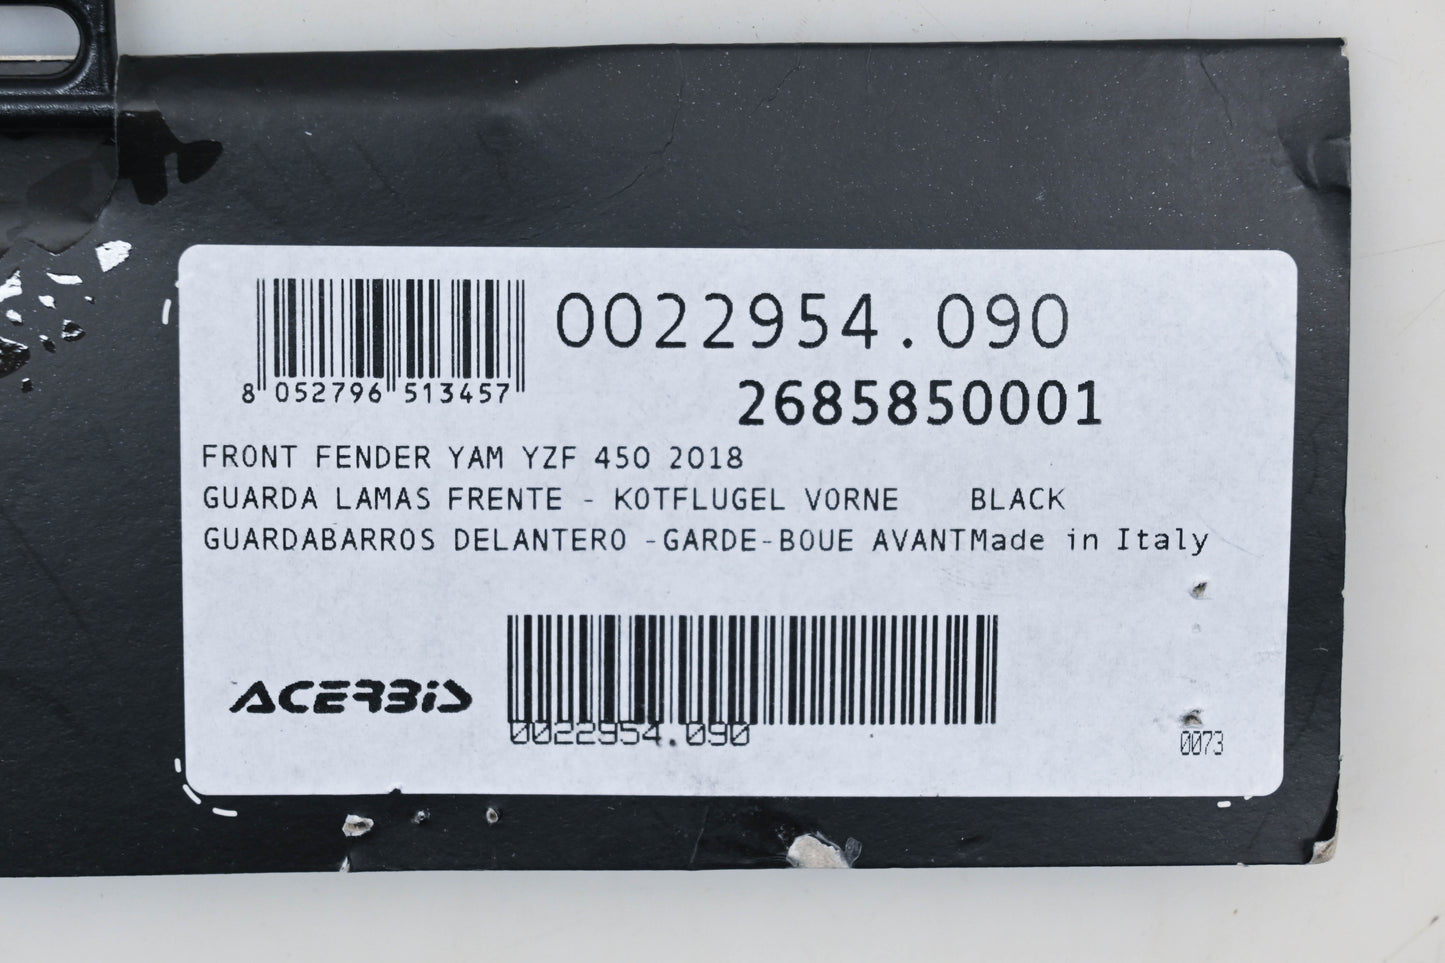 0022954.090
8 052796 513457
2685850001
FRONT FENDER YAM YZF 450 2018
GUARDA LAMAS FRENTE - KOTFLUGEL VORNE BLACK
GUARDABARROS DELANTERO -GARDE-BOUE AVANTMade in Italy
ACERBiS
0022954.090
0073